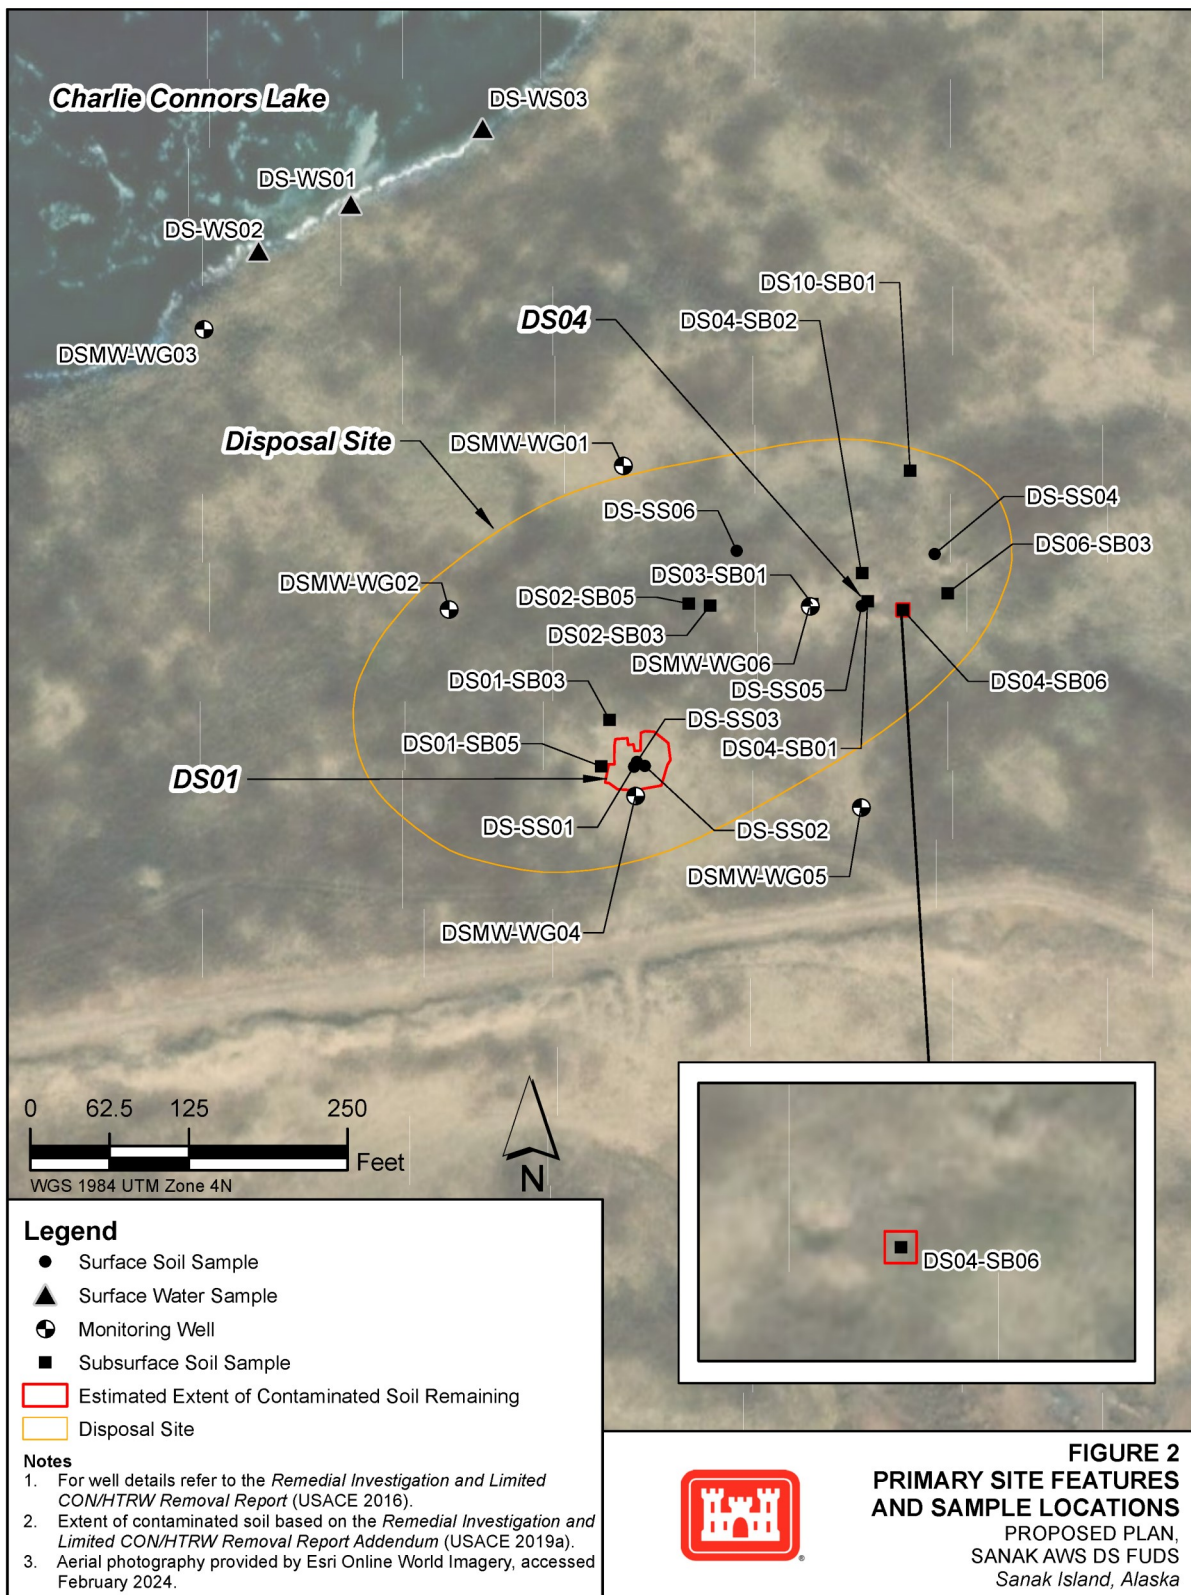 Charlie Connors Lake
DS-WS03
DS-WS01
DS-WS02
DSMW-WG03
DS10-SB01
DS04
DS04-SB02
Disposal Site
DSMW-WG01
DS-SS06
DS-SS04
DS06-SB03
DSMW-WG02
DS03-SB01
DS02-SB05
DS02-SB03
DSMW-WG06
DS-SS05
DS04-SB06
DS01-SB03
DS-SS03
DS01-SB05
DS04-SB01
DS01
DS-SS01
DS-SS02
DSMW-WG05
DSMW-WG04
0 62.5 125 250
Feet
WGS 1984 UTM Zone 4N
N
DS04-SB06
Legend
Surface Soil Sample
Surface Water Sample
Monitoring Well
Subsurface Soil Sample
Estimated Extent of Contaminated Soil Remaining
Disposal Site
Notes
1. For well details refer to the Remedial Investigation and Limited
CON/HTRW Removal Report (USACE 2016).
2. Extent of contaminated soil based on the Remedial Investigation and
Limited CON/HTRW Removal Report Addendum (USACE 2019a).
3. Aerial photography provided by Esri Online World Imagery, accessed
February 2024.
®
FIGURE 2
PRIMARY SITE FEATURES
AND SAMPLE LOCATIONS
PROPOSED PLAN,
SANAK AWS DS FUDS
Sanak Island, Alaska